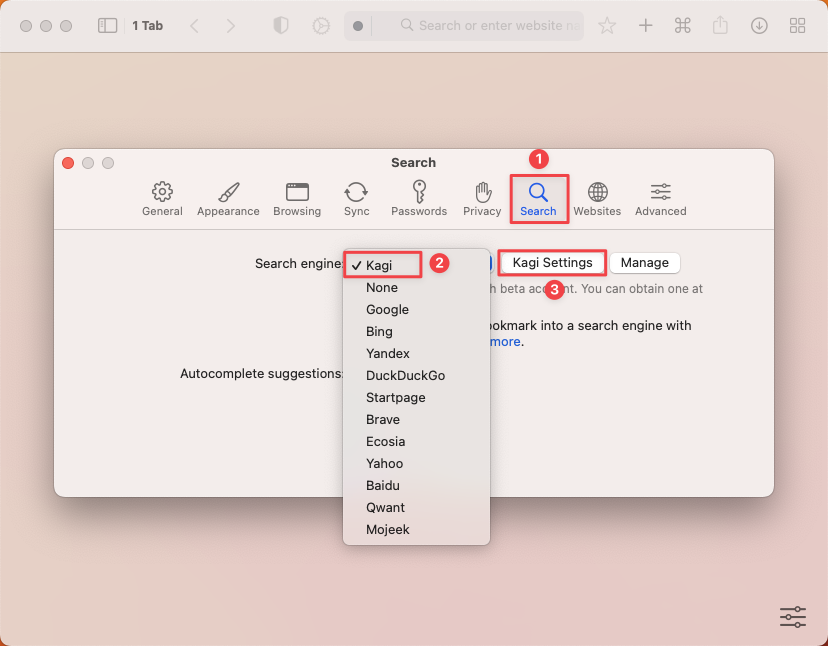 1 Tab
Search or enter website na
Search
1
General Appearance Browsing Sync Passwords Privacy Search Websites Advanced
Search engine: ✓ Kagi 2 Kagi Settings Manage
None
3
h beta account. You can obtain one at
Google
ookmark into a search engine with
Bing
more.
Yandex
Autocomplete suggestions:
DuckDuckGo
Startpage
Brave
Ecosia
Yahoo
Baidu
Qwant
Mojeek